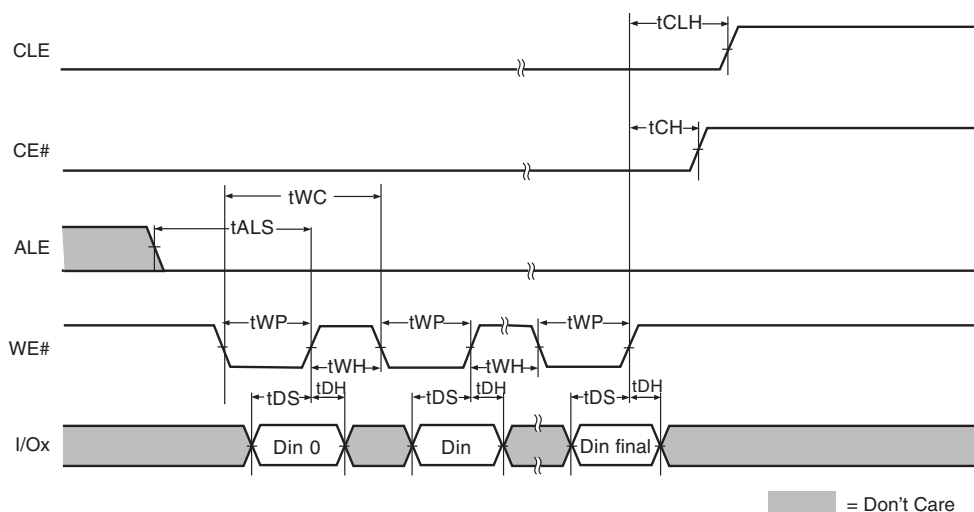 tCLH
CLE
tCH
CE#
tWC
tALS
ALE
tWP
tWP
tWP
WE#
tWH
tWH
tDS
tDH
tDS
tDH
tDS
tDH
I/Ox
Din 0
Din
Din final
= Don't Care